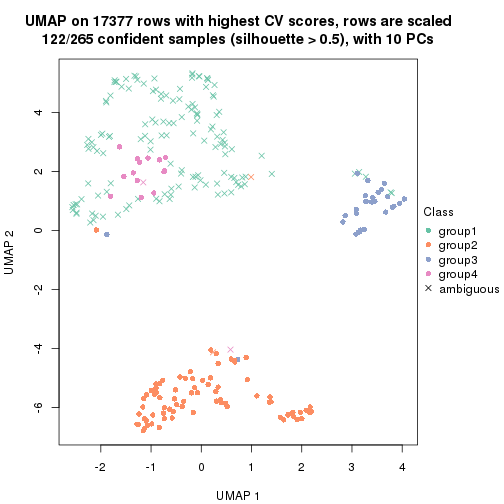 UMAP on 17377 rows with highest CV scores, rows are scaled
122/265 confident samples (silhouette > 0.5), with 10 PCs
4
2
0
-2
-4
-6
UMAP 2
-2
-1
0
1
2
3
4
UMAP 1
Class
group1
group2
group3
group4
ambiguous